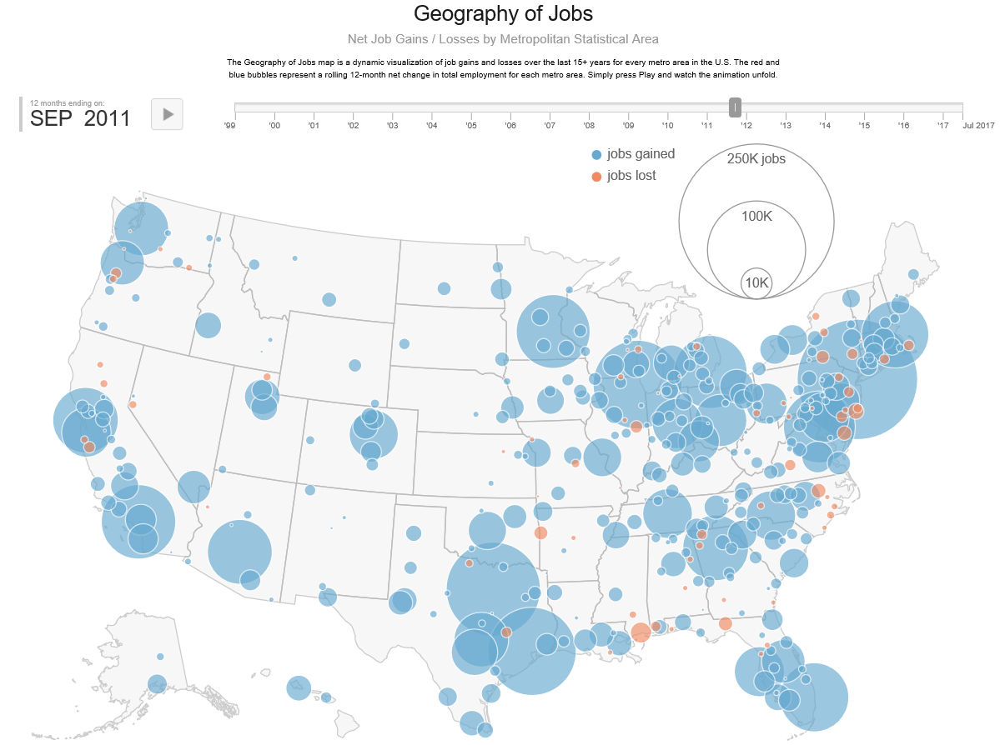 Geography of Jobs
Net Job Gains / Losses by Metropolitan Statistical Area
The Geography of Jobs map is a dynamic visualization of job gains and losses over the last 15+ years for every metro area in the U.S. The red and
blue bubbles represent a rolling 12-month net change in total employment for each metro area. Simply press Play and watch the animation unfold.
12 months ending on:
SEP 2011
'99 '00 '01 '02 '03 '04 '05 '06 '07 '08 '09 '10 '11 '12 '13 '14 '15 '16 '17 Jul 2017
jobs gained
jobs lost
250K jobs
100K
10K